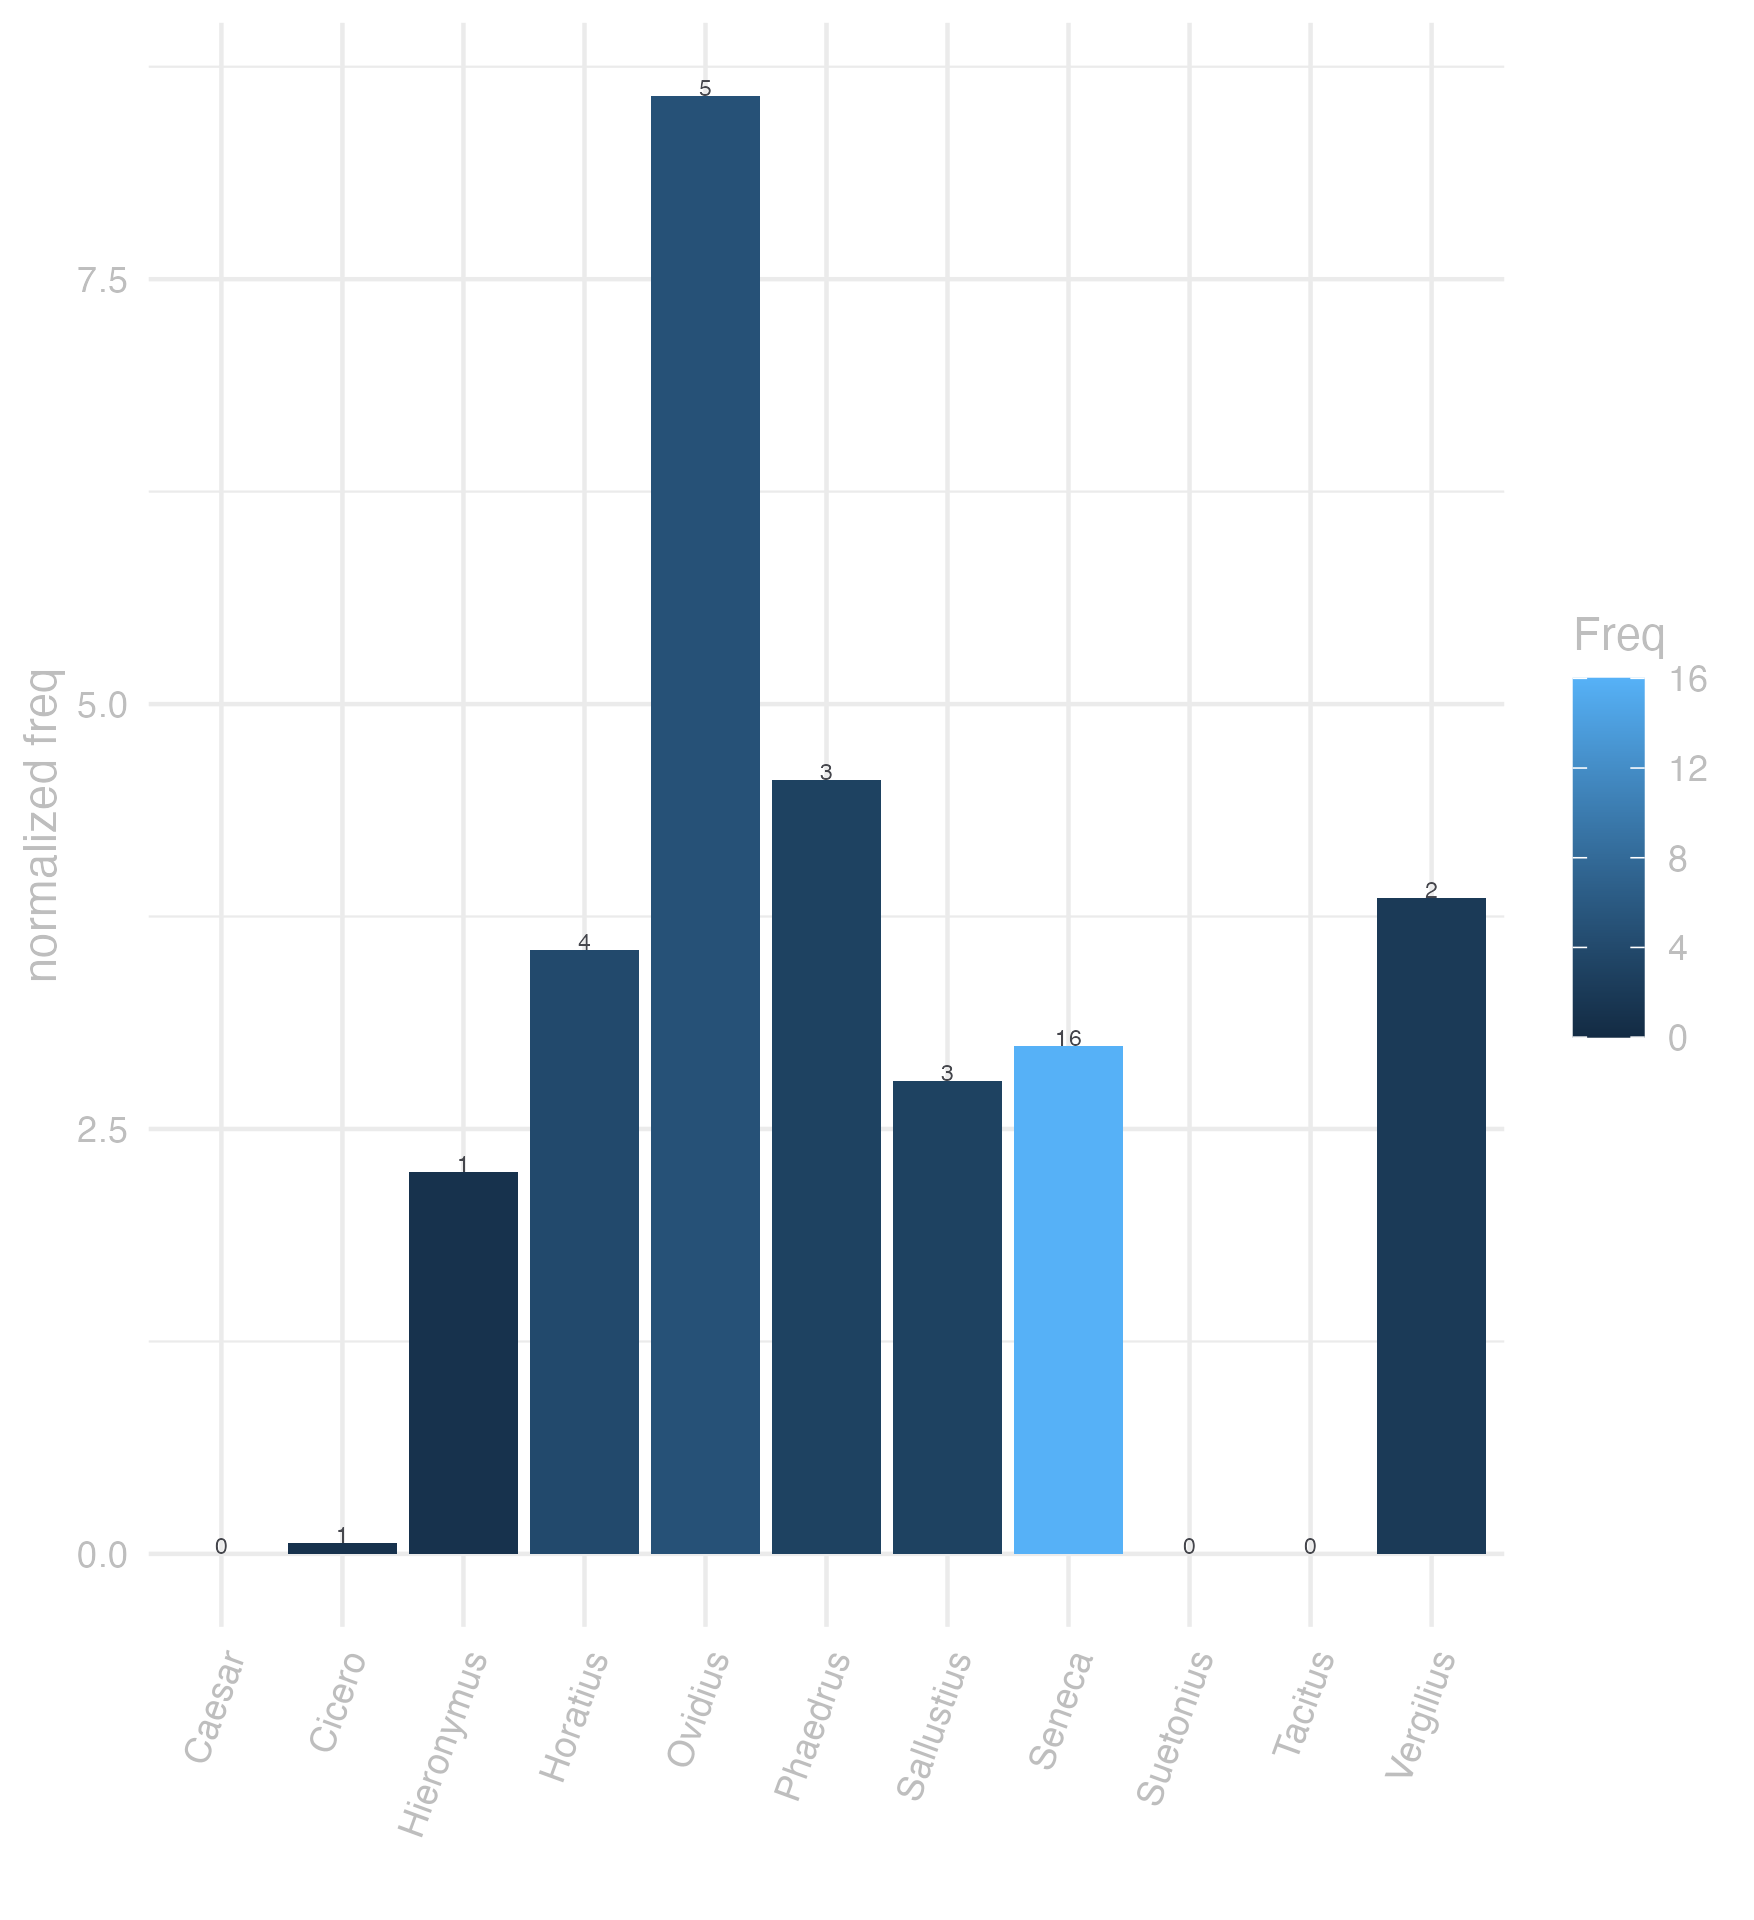 5
7.5
Freq
16
normalized freq
5.0
12
3
8
2
4
4
16
0
3
2.5
1
1
0
0
0
0.0
Caesar
Cicero
Hieronymus
Horatius
Ovidius
Phaedrus
Sallustius
Seneca
Suetonius
Tacitus
Vergilius